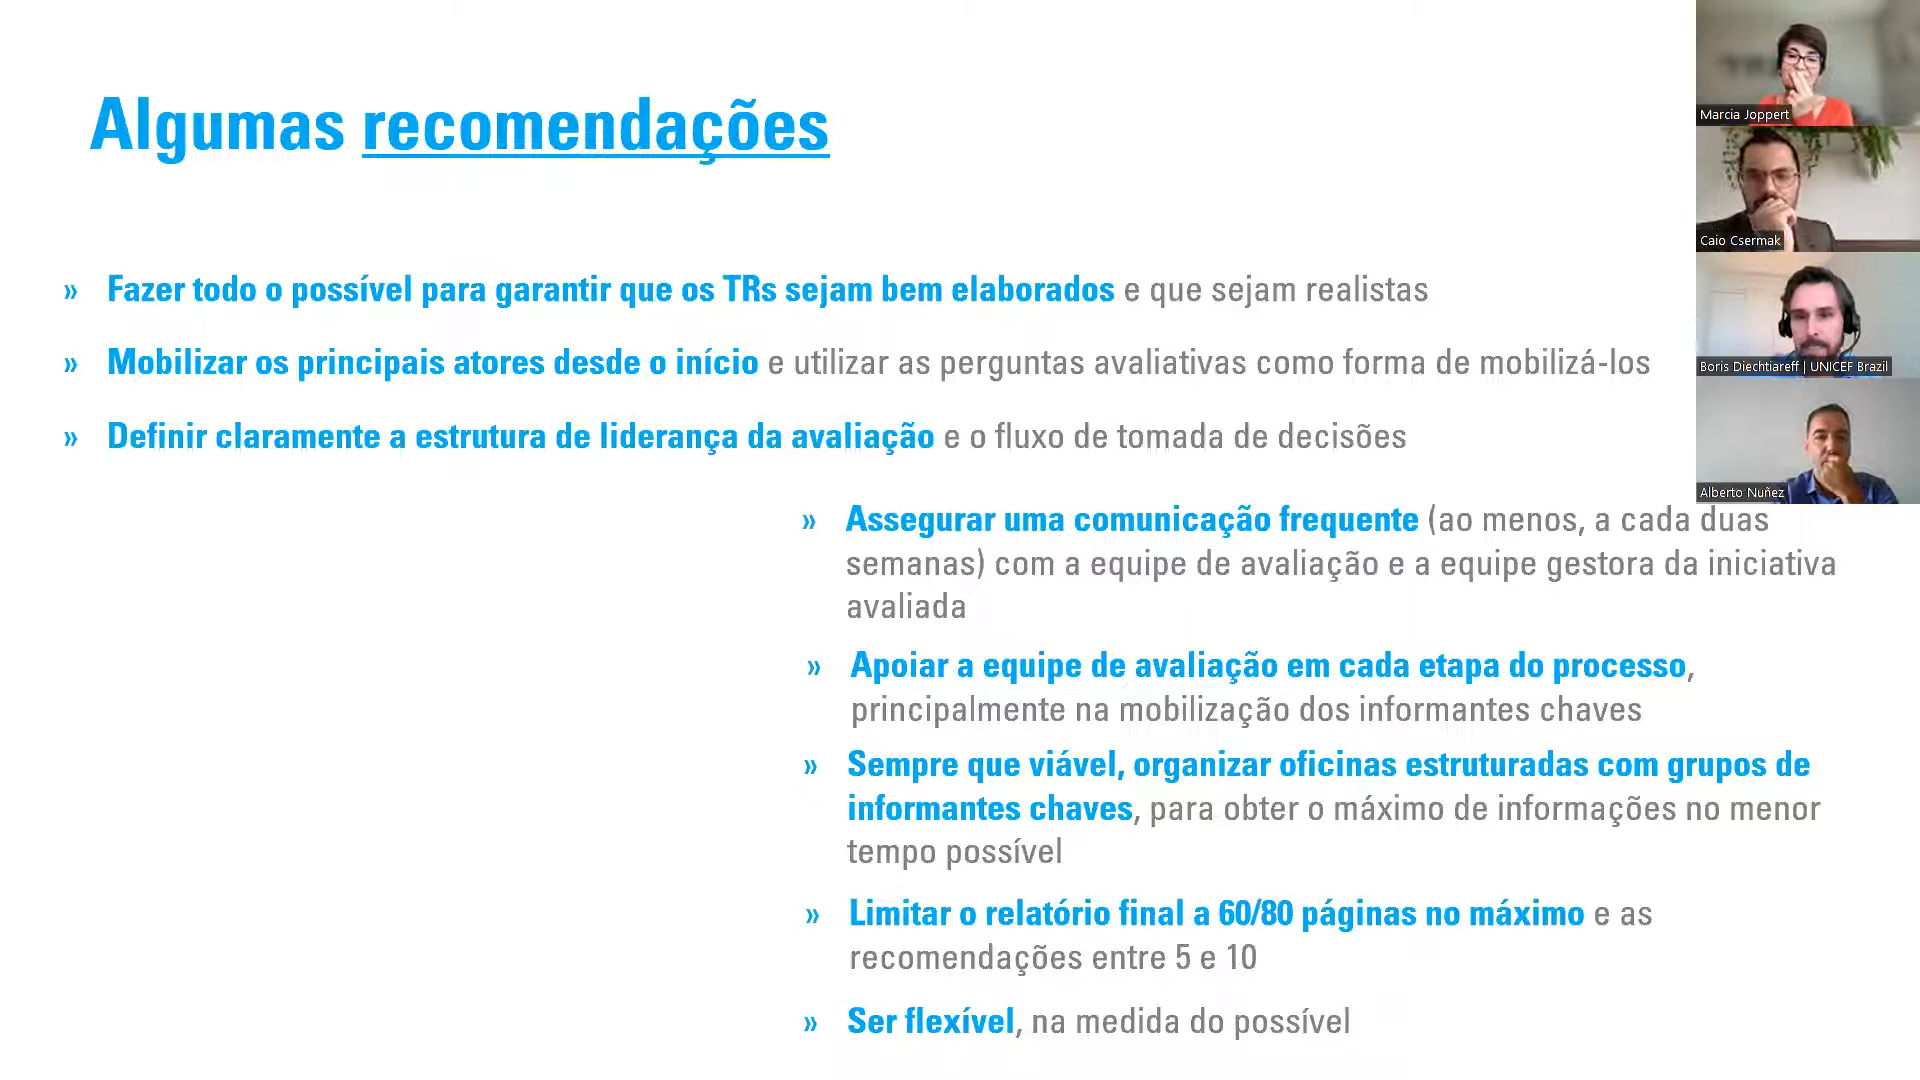 Algumas recomendações
» Fazer todo o possível para garantir que os TRs sejam bem elaborados e que sejam realistas
» Mobilizar os principais atores desde o início e utilizar as perguntas avaliativas como forma de mobilizá-los
» Definir claramente a estrutura de liderança da avaliação e o fluxo de tomada de decisões
» Assegurar uma comunicação frequente (ao menos, a cada duas
semanas) com a equipe de avaliação e a equipe gestora da iniciativa
avaliada
» Apoiar a equipe de avaliação em cada etapa do processo,
principalmente na mobilização dos informantes chaves
» Sempre que viável, organizar oficinas estruturadas com grupos de
informantes chaves, para obter o máximo de informações no menor
tempo possível
» Limitar o relatório final a 60/80 páginas no máximo e as
recomendações entre 5 e 10
» Ser flexível, na medida do possível
Marcia Joppert
Caio Csermak
Boris Diechtiareff | UNICEF Brazil
Alberto Nuñez